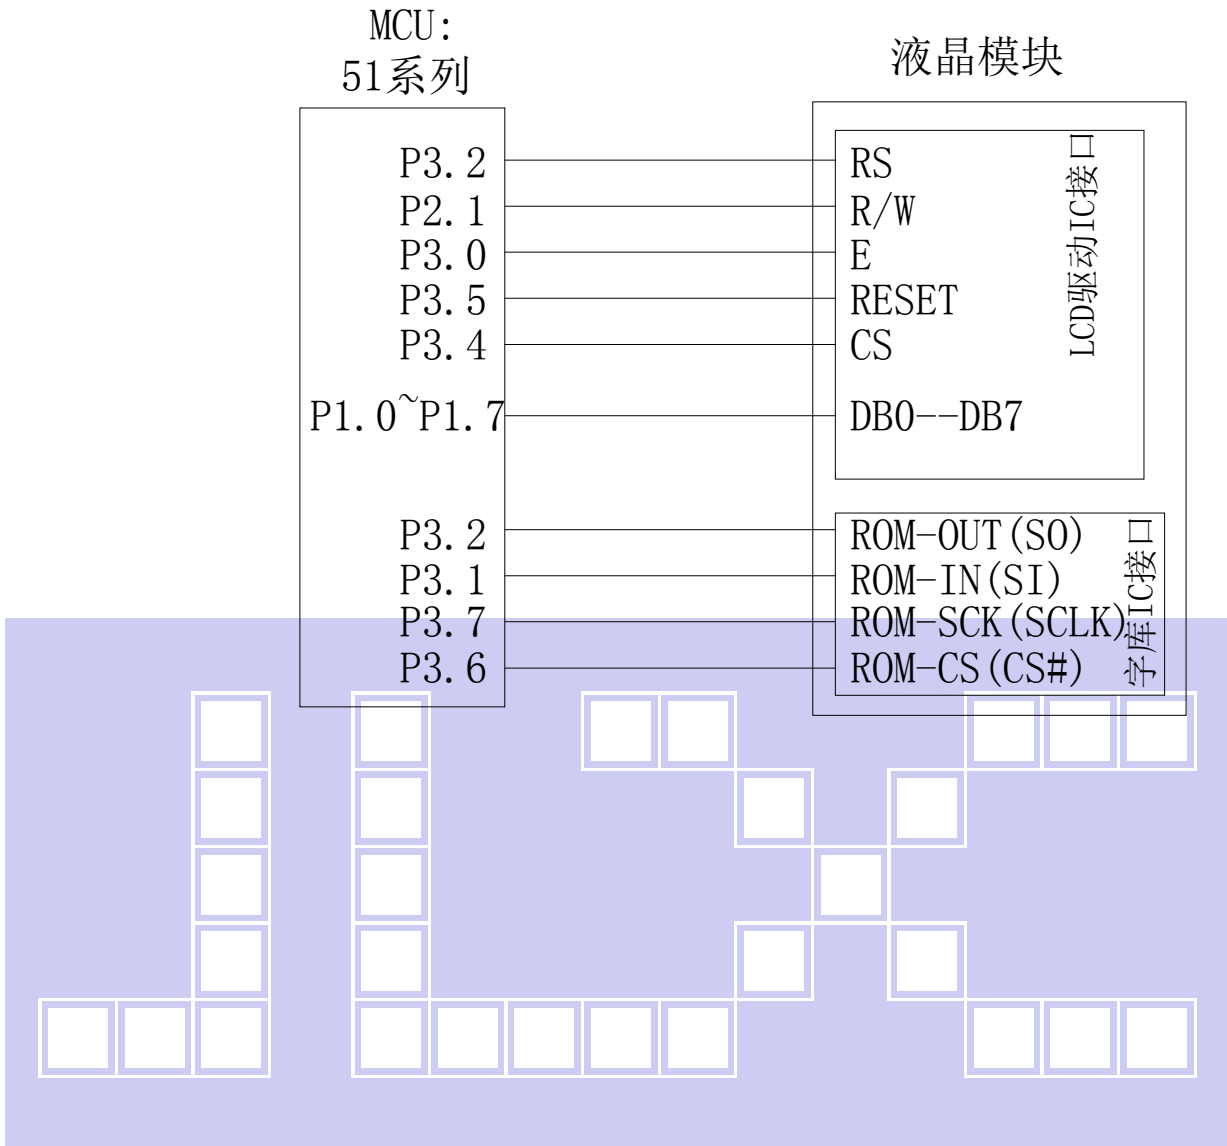 MCU:
51系列
液晶模块
P3.2 RS
P2.1 R/W
P3.0 E
P3.5 RESET
P3.4 CS
P1.0~P1.7 DB0--DB7
LCD驱动IC接口
P3.2 ROM-OUT(SO)
P3.1 ROM-IN(SI)
P3.7 ROM-SCK(SCLK)
P3.6 ROM-CS(CS#)
字库IC接口
JLX